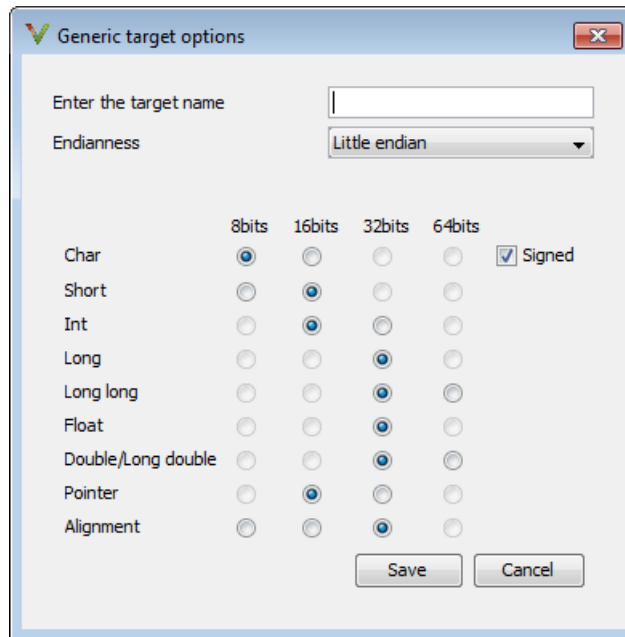 Generic target options
Enter the target name
Endianness Little endian
8bits 16bits 32bits 64bits
Char Signed
Short
Int
Long
Long long
Float
Double/Long double
Pointer
Alignment
Save Cancel